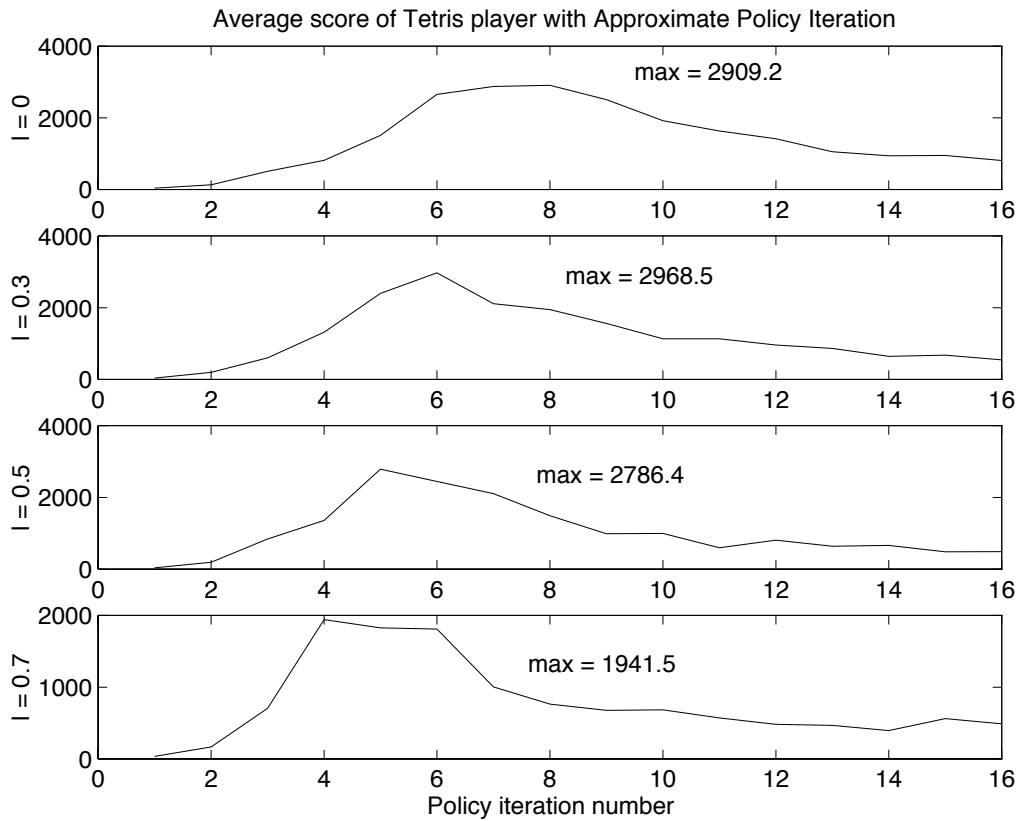 Average score of Tetris player with Approximate Policy Iteration
4000
2000
0
l = 0
max = 2909.2
0 2 4 6 8 10 12 14 16
4000
2000
0
l = 0.3
max = 2968.5
0 2 4 6 8 10 12 14 16
4000
2000
0
l = 0.5
max = 2786.4
0 2 4 6 8 10 12 14 16
2000
1000
0
l = 0.7
max = 1941.5
0 2 4 6 8 10 12 14 16
Policy iteration number